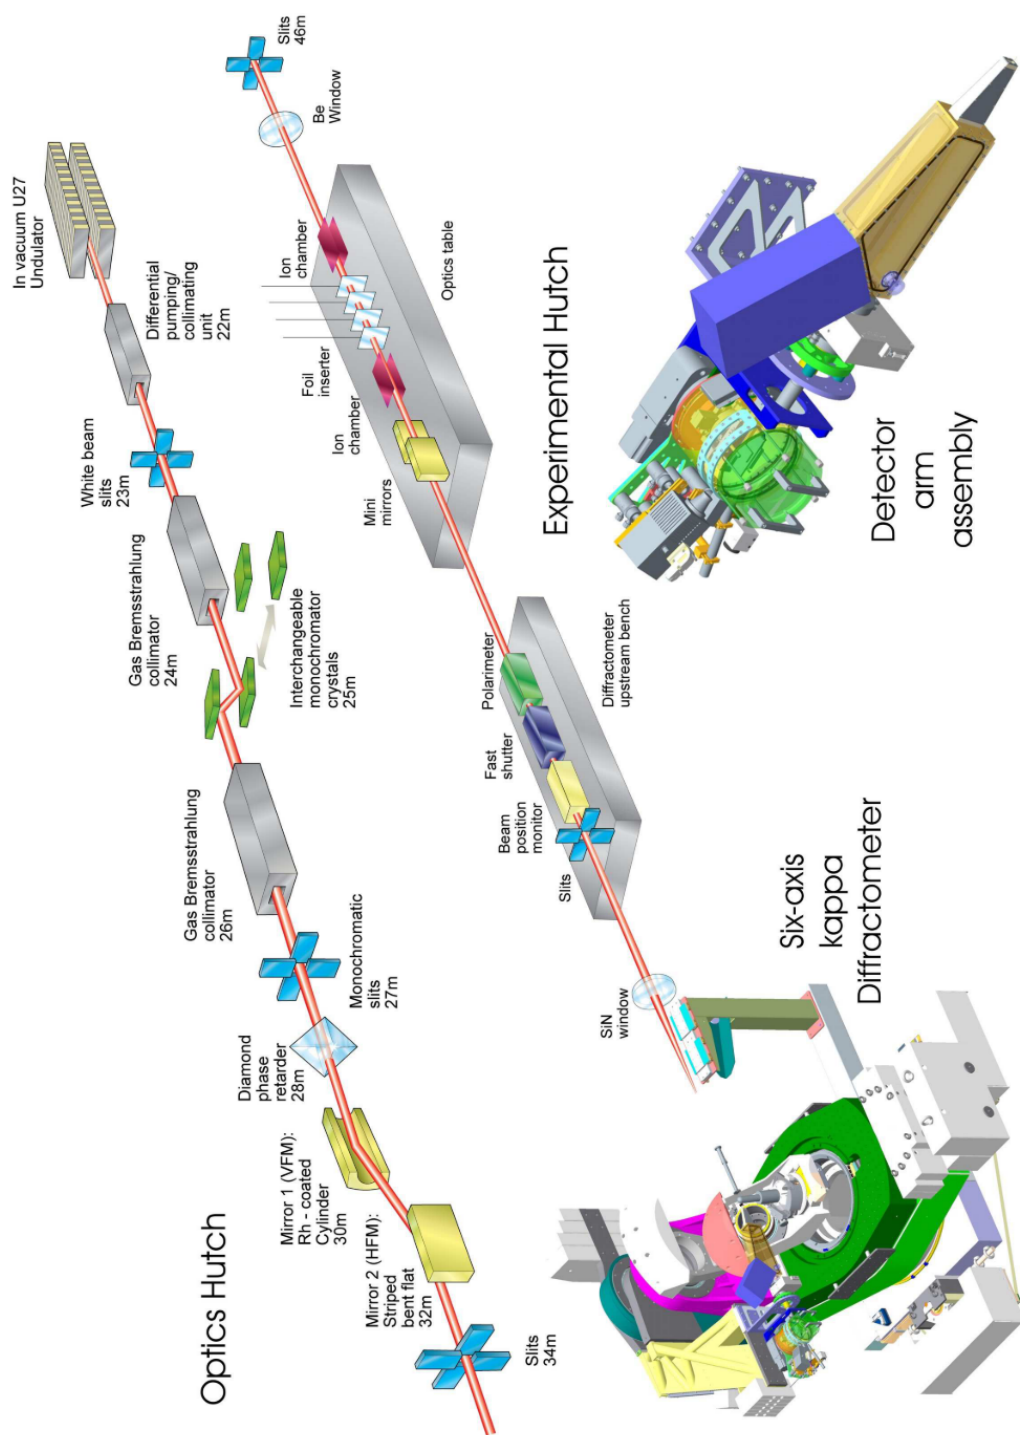 Optics Hutch
In vacuum U27
Undulator
Differential
pumping/
collimating
unit
22m
White beam
slits
23m
Gas Bremsstrahlung
collimator
24m
Interchangeable
monochromator
crystals
25m
Gas Bremsstrahlung
collimator
26m
Monochromatic
slits
27m
Diamond
phase
retarder
28m
Mirror 1 (VFM):
Rh - coated
Cylinder
30m
Mirror 2 (HFM):
Striped
bent flat
32m
Slits
34m
Slits
46m
Be
Window
Ion
chamber
Foil
inserter
Ion
chamber
Mini
mirrors
Optics table
Experimental Hutch
Polarimeter
Fast
shutter
Beam
position
monitor
Slits
Diffractometer
upstream bench
SiN
window
Six-axis
kappa
Diffractometer
Detector
arm
assembly